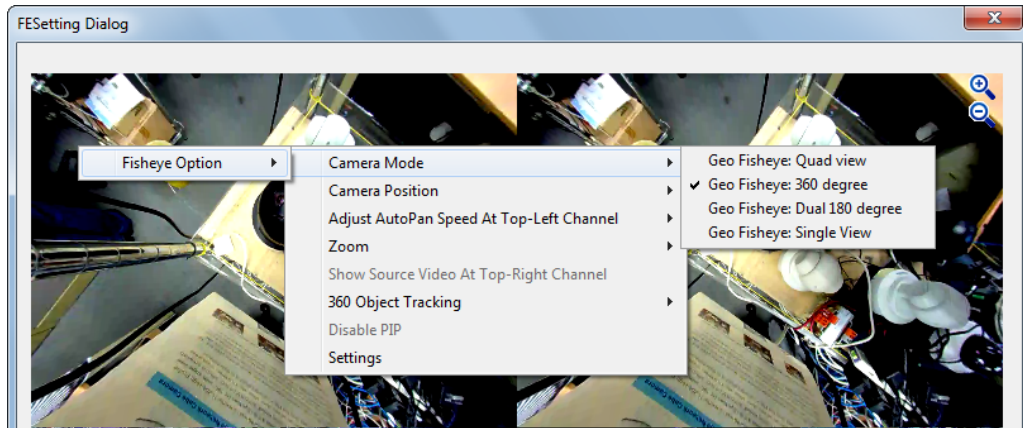 FESetting Dialog
Fisheye Option
Camera Mode
Camera Position
Adjust AutoPan Speed At Top-Left Channel
Zoom
Show Source Video At Top-Right Channel
360 Object Tracking
Disable PIP
Settings
Geo Fisheye: Quad view
Geo Fisheye: 360 degree
Geo Fisheye: Dual 180 degree
Geo Fisheye: Single View